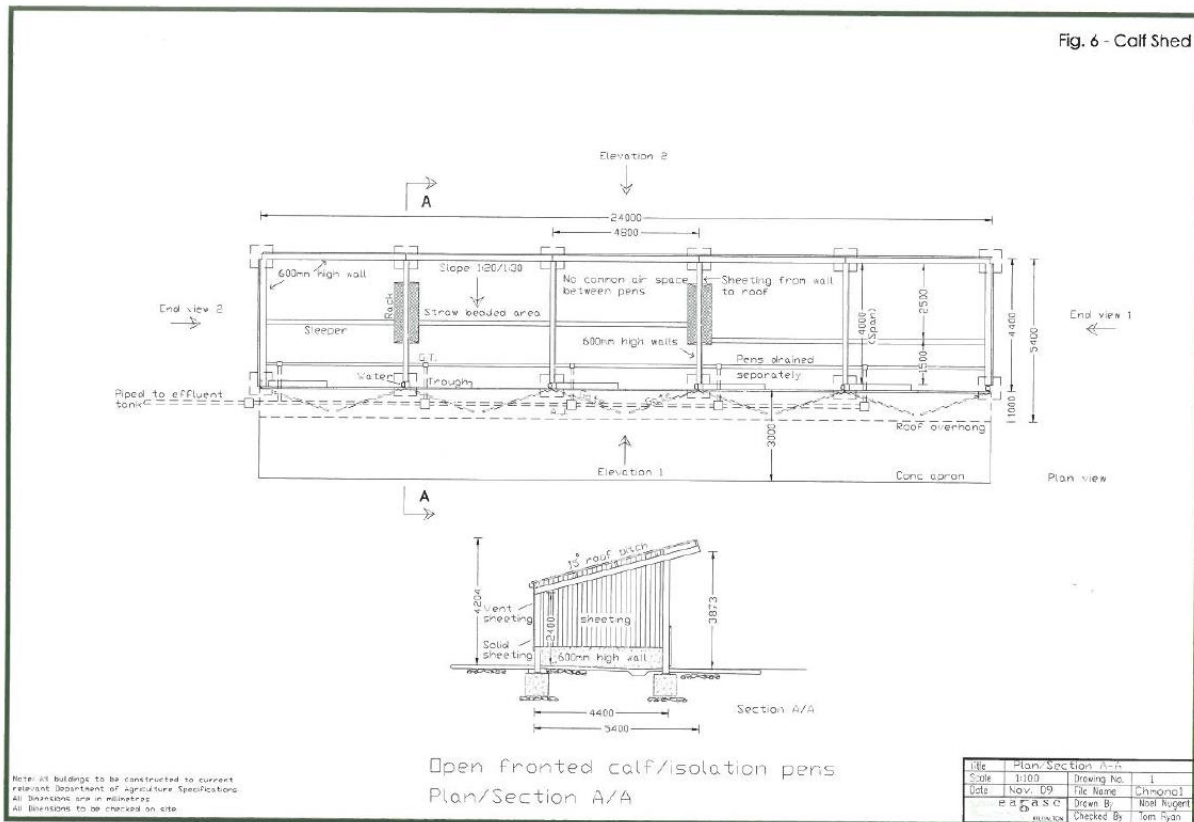 Fig. 6 - Calf Shed
Elevation 2
A
24000
4800
600mm high wall
Slope 1:20/1:30
No common air space
between pens
Sheeting from wall
to roof
End view 2
Rack
Straw bedded area
Sleeper
600mm high walls
4000
(Span)
2500
4400
5400
End view 1
G.T.
Water
Trough
Pens drained
separately
1500
Piped to effluent
tank
A.J.
1000
Roof overhang
3000
Elevation 1
Conc apron
Plan view
A
15° roof pitch
4204
Vent
sheeting
2400
sheeting
3873
Solid
sheeting
600mm high wall
4400
Section A/A
5400
Open fronted calf/isolation pens
Plan/Section A/A
Note: All buildings to be constructed to current
relevant Department of Agriculture Specifications
All Dimensions are in millimetres
All Dimensions to be checked on site
Title Plan/Section A-A
Scale 1:100 Drawing No. 1
Date Nov. 09 File Name Chmono1
eagasc Drawn By Noel Nugent
Checked By Tom Ryan